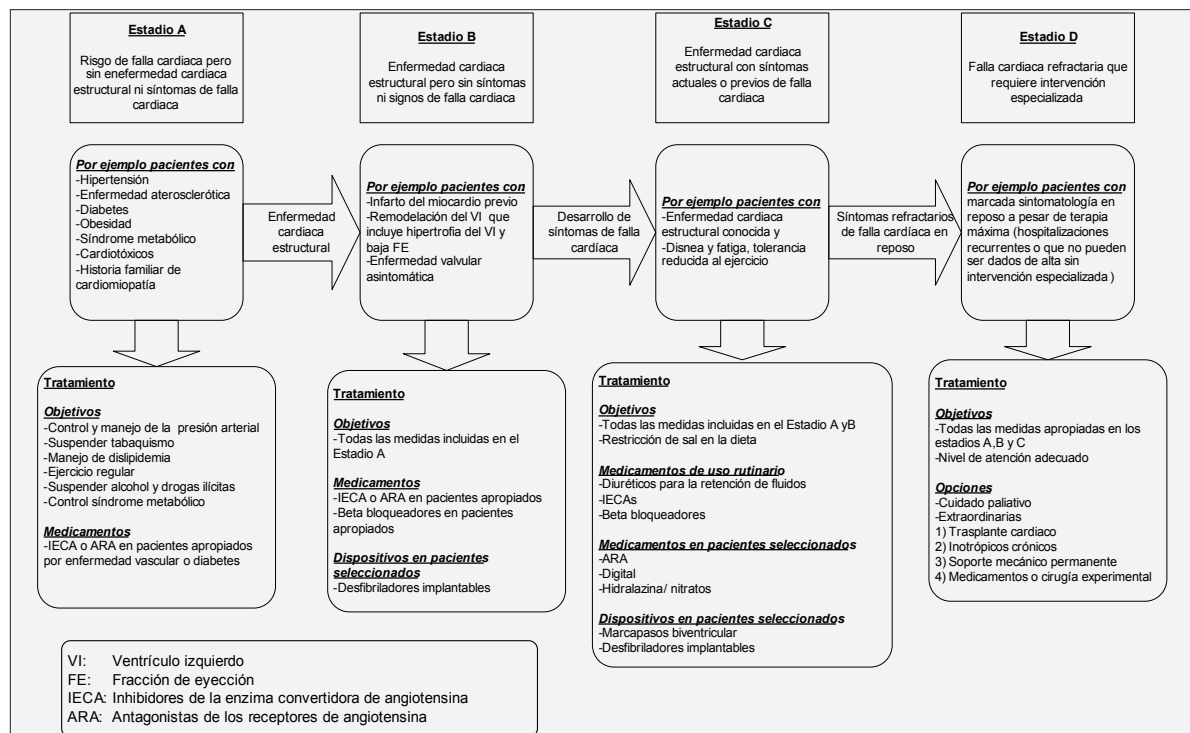 Estadio A
Risgo de falla cardiaca pero
sin enefermedad cardiaca
estructural ni síntomas de falla
cardiaca
Estadio B
Enfermedad cardiaca
estructural pero sin síntomas
ni signos de falla cardiaca
Estadio C
Enfermedad cardiaca
estructural con síntomas
actuales o previos de falla
cardiaca
Estadio D
Falla cardiaca refractaria que
requiere intervención
especializada
Por ejemplo pacientes con
-Hipertensión
-Enfermedad aterosclerótica
-Diabetes
-Obesidad
-Síndrome metabólico
-Cardiotóxicos
-Historia familiar de
cardiomiopatía
Enfermedad
cardiaca
estructural
Por ejemplo pacientes con
-Infarto del miocardio previo
-Remodelación del VI que
incluye hipertrofia del VI y
baja FE
-Enfermedad valvular
asintomática
Desarrollo de
síntomas de falla
cardíaca
Por ejemplo pacientes con
-Enfermedad cardiaca
estructural conocida y
-Disnea y fatiga, tolerancia
reducida al ejercicio
Síntomas refractarios
de falla cardíaca en
reposo
Por ejemplo pacientes con
marcada sintomatología en
reposo a pesar de terapia
máxima (hospitalizaciones
recurrentes o que no pueden
ser dados de alta sin
intervención especializada )
Tratamiento
Objetivos
-Control y manejo de la presión arterial
-Suspender tabaquismo
-Manejo de dislipidemia
-Ejercicio regular
-Suspender alcohol y drogas ilícitas
-Control síndrome metabólico
Medicamentos
-IECA o ARA en pacientes apropiados
por enfermedad vascular o diabetes
Tratamiento
Objetivos
-Todas las medidas incluidas en el
Estadio A
Medicamentos
-IECA o ARA en pacientes apropiados
-Beta bloqueadores en pacientes
apropiados
Dispositivos en pacientes
seleccionados
-Desfibriladores implantables
Tratamiento
Objetivos
-Todas las medidas incluidas en el Estadio A yB
-Restricción de sal en la dieta
Medicamentos de uso rutinario
-Diuréticos para la retención de fluidos
-IECAs
-Beta bloqueadores
Medicamentos en pacientes seleccionados
-ARA
-Digital
-Hidralazina/ nitratos
Dispositivos en pacientes seleccionados
-Marcapasos biventricular
-Desfibriladores implantables
Tratamiento
Objetivos
-Todas las medidas apropiadas en los
estadios A,B y C
-Nivel de atención adecuado
Opciones
-Cuidado paliativo
-Extraordinarias
1) Trasplante cardiaco
2) Inotrópicos crónicos
3) Soporte mecánico permanente
4) Medicamentos o cirugía experimental
VI: Ventrículo izquierdo
FE: Fracción de eyección
IECA: Inhibidores de la enzima convertidora de angiotensina
ARA: Antagonistas de los receptores de angiotensina